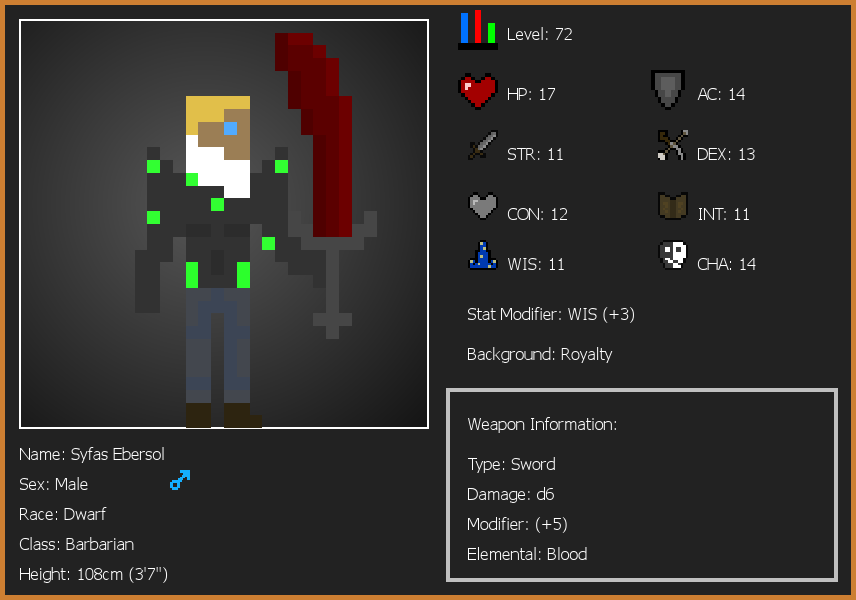 Level: 72
HP: 17
AC: 14
STR: 11
DEX: 13
CON: 12
INT: 11
WIS: 11
CHA: 14
Stat Modifier: WIS (+3)
Background: Royalty
Weapon Information:
Type: Sword
Damage: d6
Modifier: (+5)
Elemental: Blood
Name: Syfas Ebersol
Sex: Male
Race: Dwarf
Class: Barbarian
Height: 108cm (3'7")